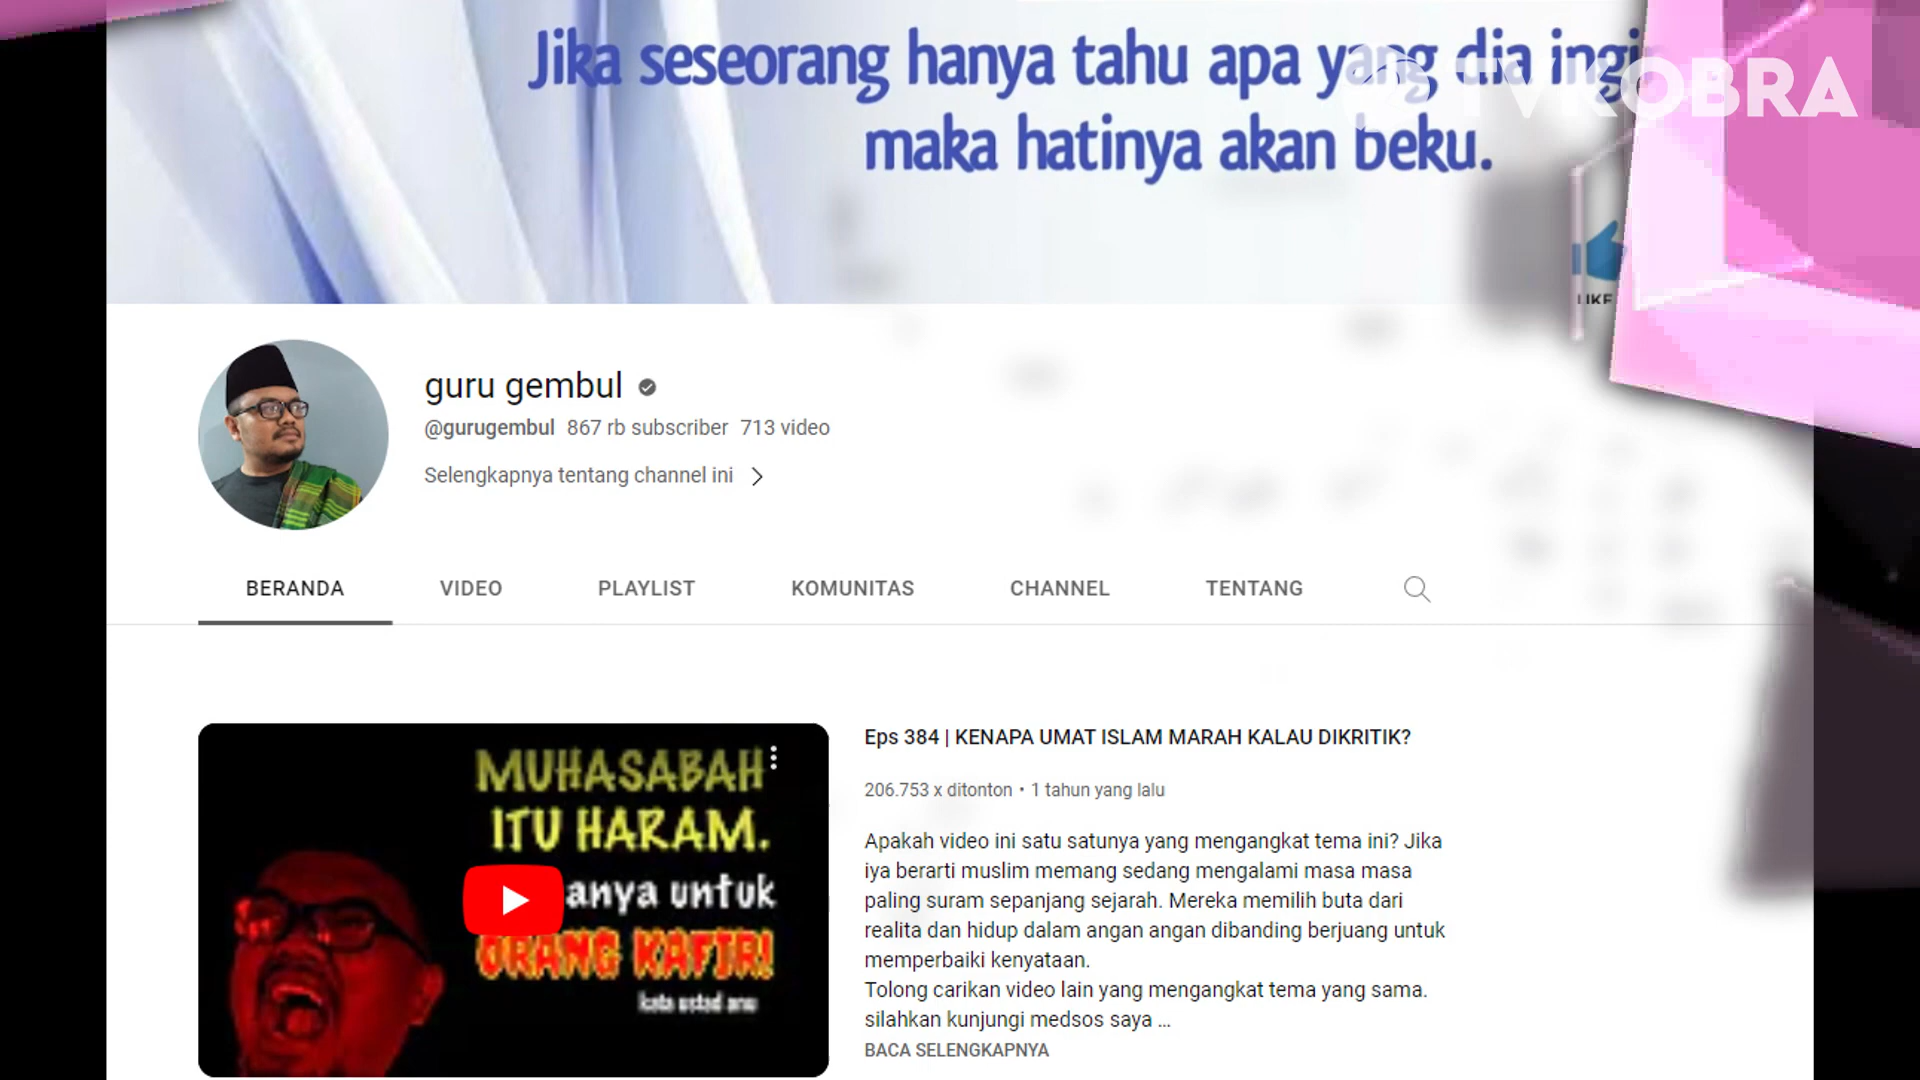 Jika seseorang hanya tahu apa yang dia ingi
TVKOBRA
maka hatinya akan beku.
LIKE
guru gembul
@gurugembul 867 rb subscriber 713 video
Selengkapnya tentang channel ini
BERANDA VIDEO PLAYLIST KOMUNITAS CHANNEL TENTANG
MUHASABAH
ITU HARAM.
anya untuk
ORANG KAFIR!
kata ustad anu
Eps 384 | KENAPA UMAT ISLAM MARAH KALAU DIKRITIK?
206.753 x ditonton • 1 tahun yang lalu
Apakah video ini satu satunya yang mengangkat tema ini? Jika
iya berarti muslim memang sedang mengalami masa masa
paling suram sepanjang sejarah. Mereka memilih buta dari
realita dan hidup dalam angan angan dibanding berjuang untuk
memperbaiki kenyataan.
Tolong carikan video lain yang mengangkat tema yang sama.
silahkan kunjungi medsos saya ...
BACA SELENGKAPNYA